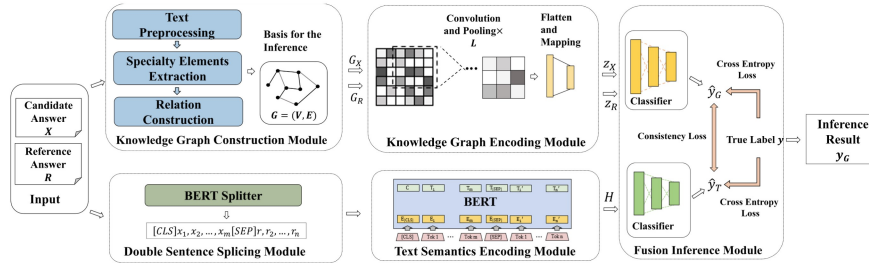 Input
Candidate
Answer
X
Reference
Answer
R
Text
Preprocessing
Specialty Elements
Extraction
Relation
Construction
Basis for the
Inference
G = (V, E)
Knowledge Graph Construction Module
G_X
G_R
Convolution
and Pooling×
L
Flatten
and
Mapping
Knowledge Graph Encoding Module
z_X
z_R
Classifier
ŷ_G
Cross Entropy
Loss
Consistency Loss
True Label y
Inference
Result
y_G
BERT Splitter
[CLS]x₁, x₂, … , x_m[SEP]r, r₂, … , r_n
Double Sentence Splicing Module
BERT
[CLS]
Tok 1
...
Tok m
[SEP]
Tok 1
...
Tok n
Text Semantics Encoding Module
H
Classifier
ŷ_T
Cross Entropy
Loss
Fusion Inference Module